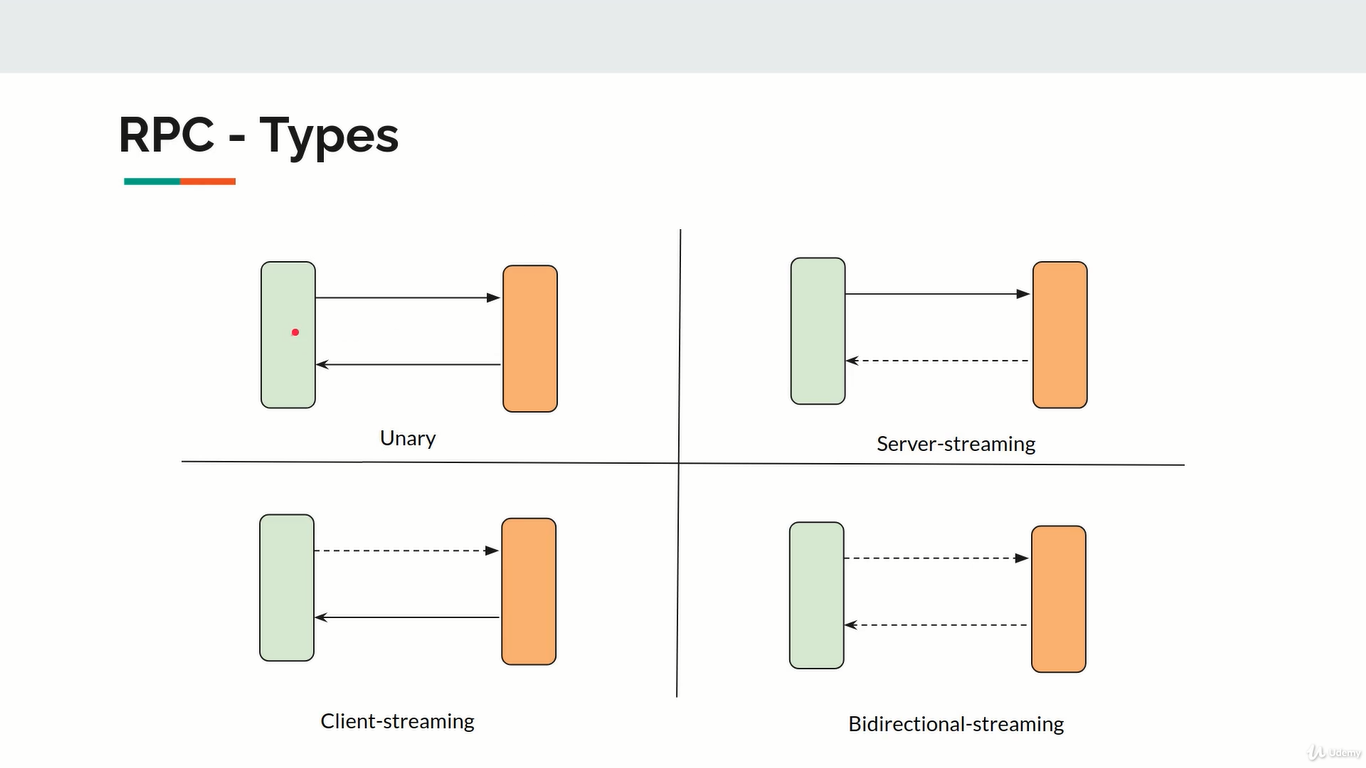 RPC - Types
Unary
Server-streaming
Client-streaming
Bidirectional-streaming
Udemy